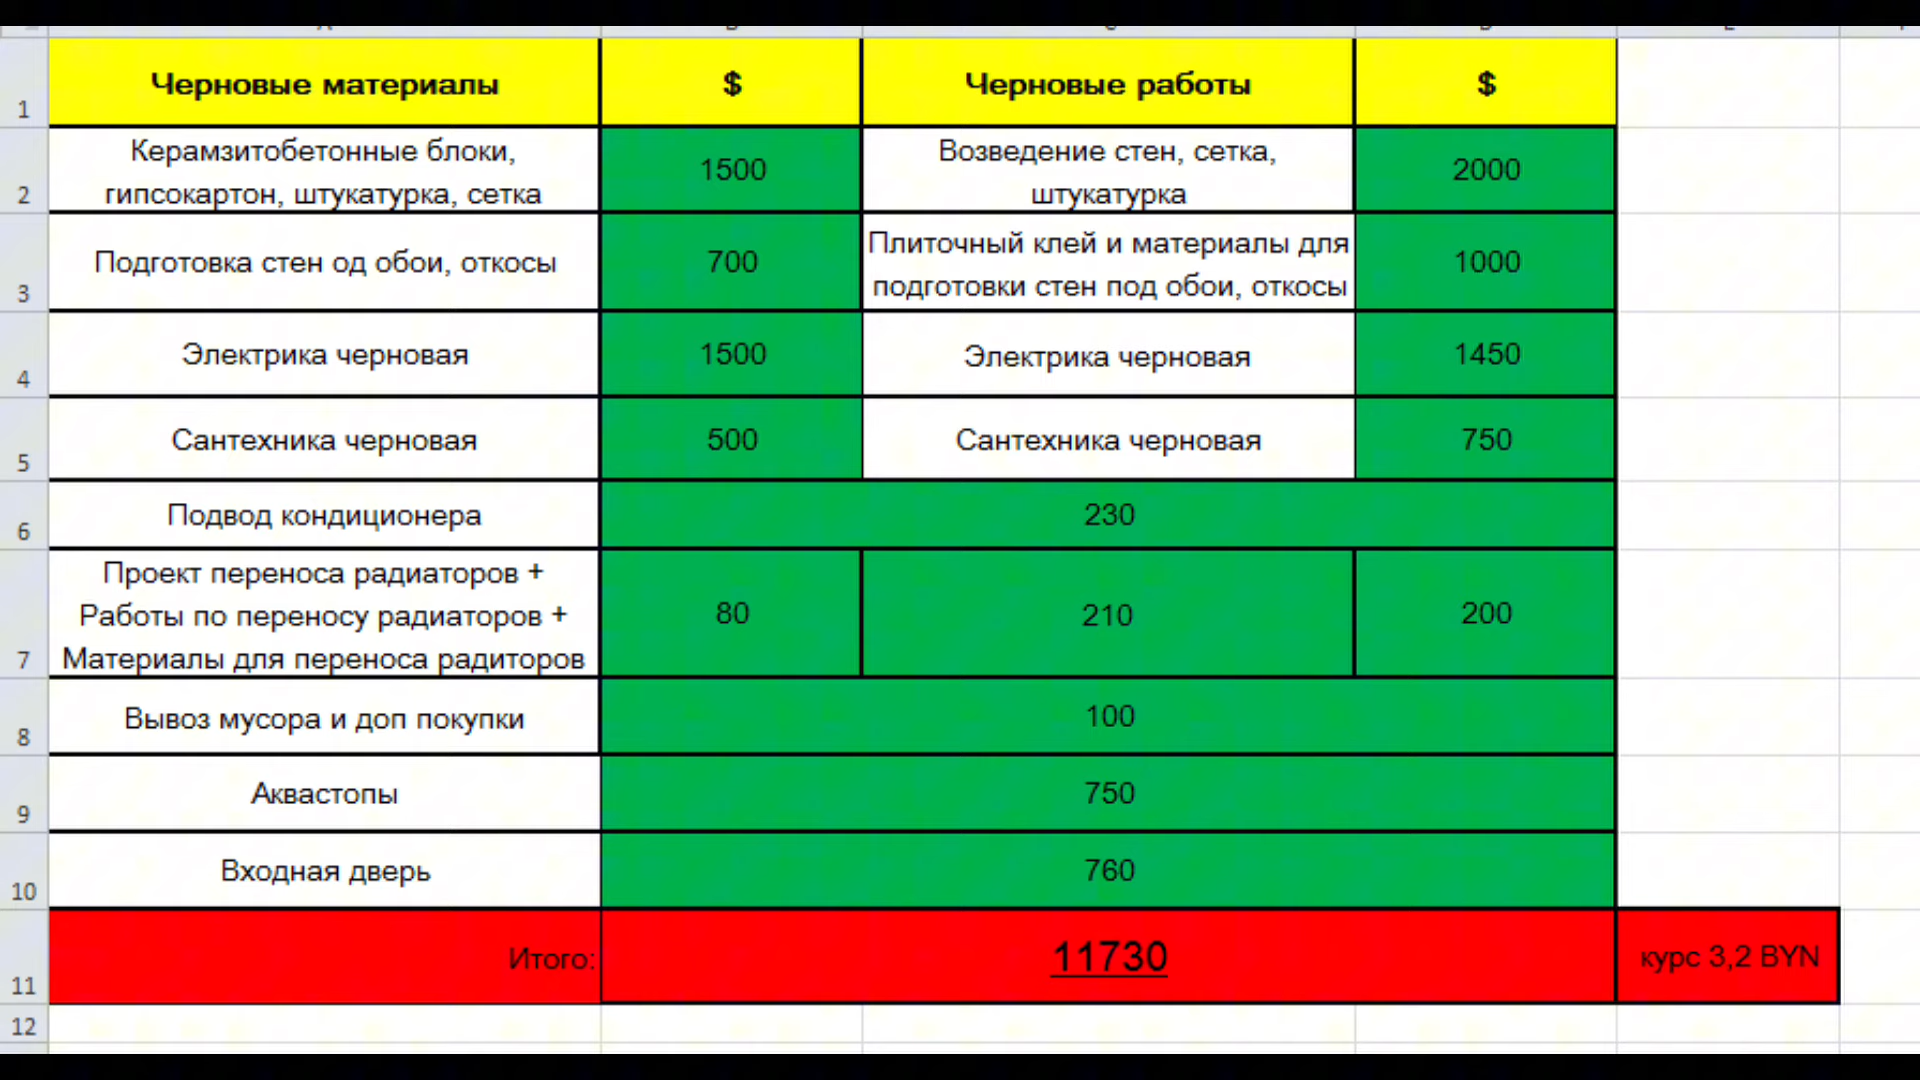 Черновые материалы $ Черновые работы $
1
Керамзитобетонные блоки,
гипсокартон, штукатурка, сетка
1500
Возведение стен, сетка,
штукатурка
2000
2
Подготовка стен од обои, откосы
700
Плиточный клей и материалы для
подготовки стен под обои, откосы
1000
3
Электрика черновая 1500 Электрика черновая 1450
4
Сантехника черновая 500 Сантехника черновая 750
5
Подвод кондиционера 230
6
Проект переноса радиаторов +
Работы по переносу радиаторов +
Материалы для переноса радиторов
80 210 200
7
Вывоз мусора и доп покупки 100
8
Аквастопы 750
9
Входная дверь 760
10
Итого: 11730 курс 3,2 BYN
11
12